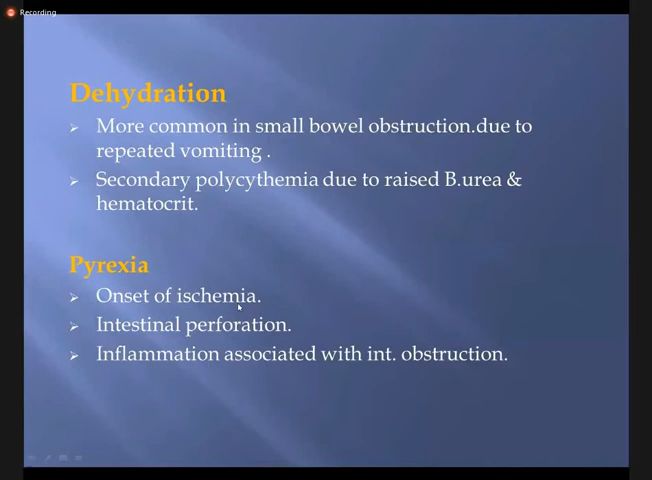 Recording
Dehydration
More common in small bowel obstruction.due to
repeated vomiting .
Secondary polycythemia due to raised B.urea &
hematocrit.
Pyrexia
Onset of ischemia.
Intestinal perforation.
Inflammation associated with int. obstruction.